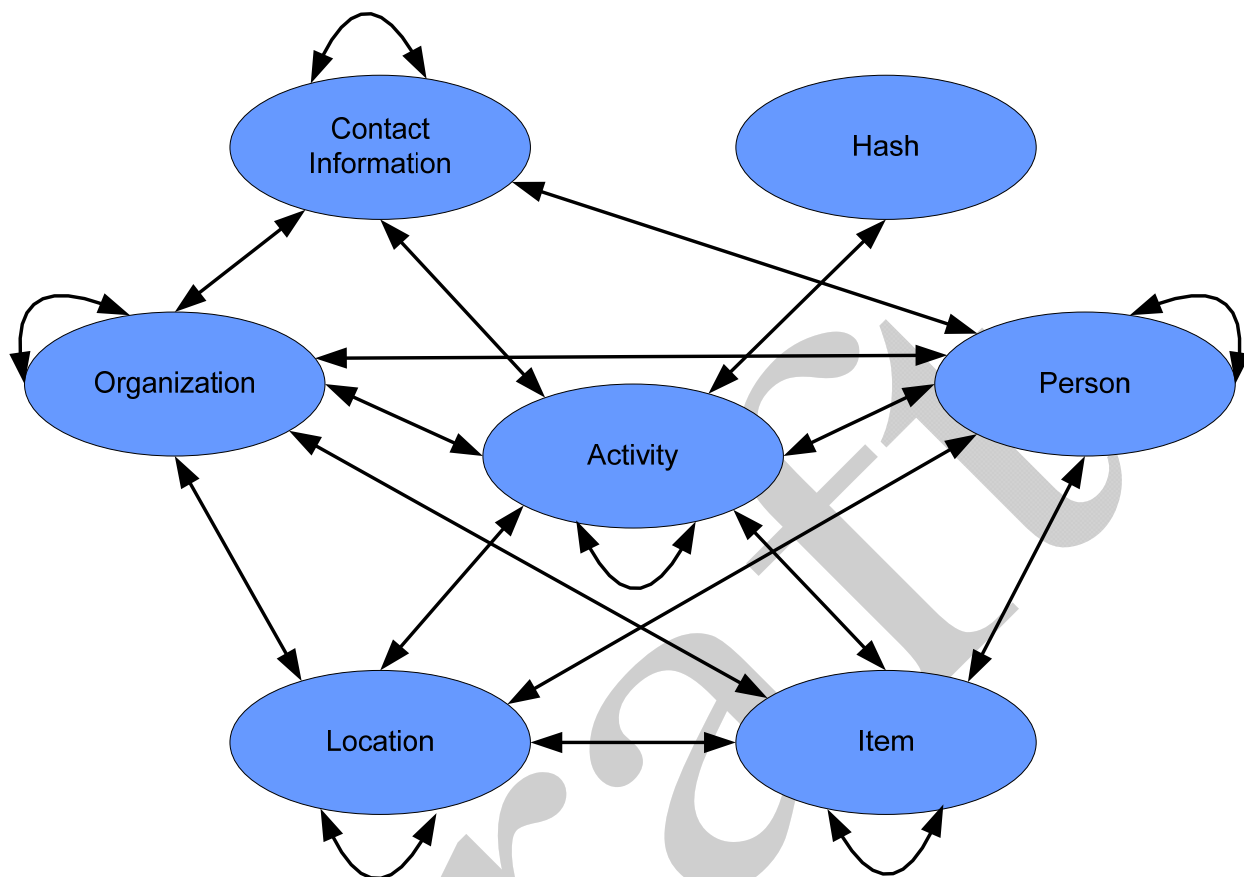 Contact
Information
Hash
Organization
Person
Activity
Location
Item